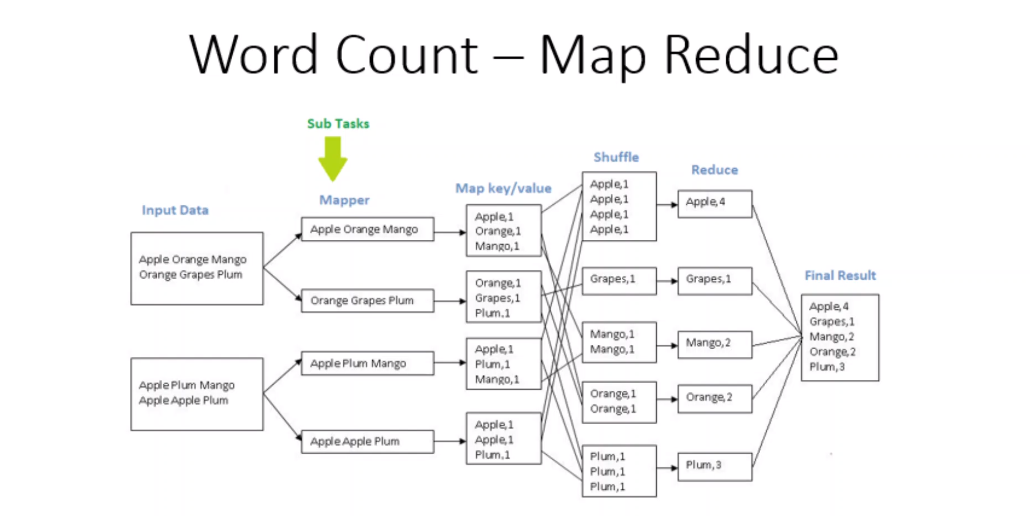 Word Count – Map Reduce
Sub Tasks
Input Data
Apple Orange Mango
Orange Grapes Plum
Apple Plum Mango
Apple Apple Plum
Mapper
Apple Orange Mango
Orange Grapes Plum
Apple Plum Mango
Apple Apple Plum
Map key/value
Apple,1
Orange,1
Mango,1
Orange,1
Grapes,1
Plum,1
Apple,1
Plum,1
Mango,1
Apple,1
Apple,1
Plum,1
Shuffle
Apple,1
Apple,1
Apple,1
Apple,1
Grapes,1
Mango,1
Mango,1
Orange,1
Orange,1
Plum,1
Plum,1
Plum,1
Reduce
Apple,4
Grapes,1
Mango,2
Orange,2
Plum,3
Final Result
Apple,4
Grapes,1
Mango,2
Orange,2
Plum,3